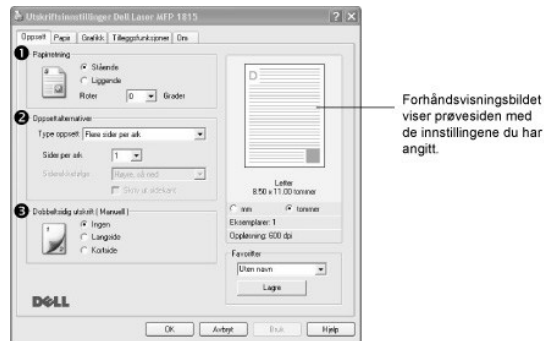 Utskriftsinnstillinger Dell Laser MFP 1815
Oppsett Papir Grafikk Tilleggsfunksjoner Om
1 Papirretning
Stående
Liggende
Roter 0 Grader
2 Oppsettalternativer
Type oppsett Flere sider per ark
Sider per ark 1
Høyre, så ned
Skriv ut sidekant
3 Dobbeltsidig utskrift ( Manuell )
Ingen
Langside
Kortside
DELL
Letter
8.50 x 11.00 tommer
mm tommer
Eksemplarer: 1
Oppløsning: 600 dpi
Favoritter
Uten navn
Lagre
OK Avbryt Bruk Hjelp
Forhåndsvisningsbildet
viser prøvesiden med
de innstillingene du har
angitt.